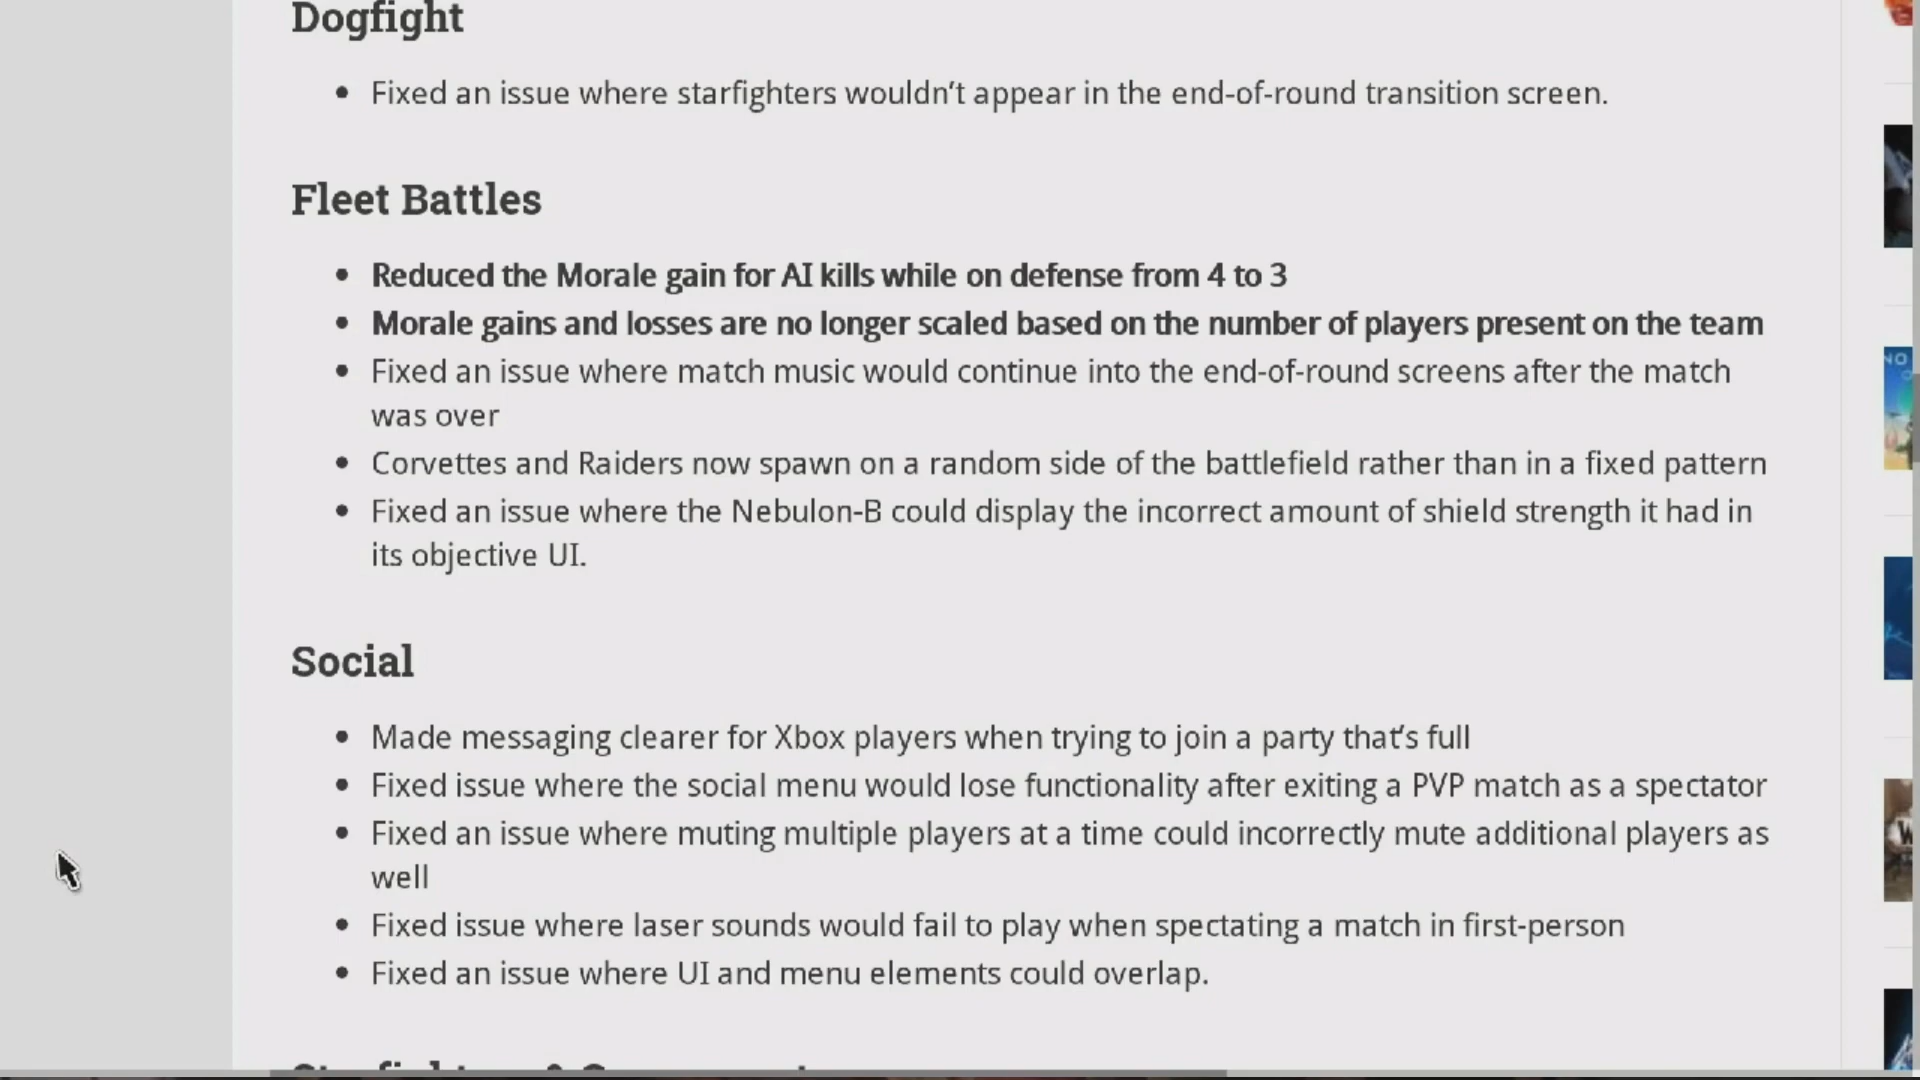 Dogfight
• Fixed an issue where starfighters wouldn’t appear in the end-of-round transition screen.
Fleet Battles
• Reduced the Morale gain for AI kills while on defense from 4 to 3
• Morale gains and losses are no longer scaled based on the number of players present on the team
• Fixed an issue where match music would continue into the end-of-round screens after the match
was over
• Corvettes and Raiders now spawn on a random side of the battlefield rather than in a fixed pattern
• Fixed an issue where the Nebulon-B could display the incorrect amount of shield strength it had in
its objective UI.
Social
• Made messaging clearer for Xbox players when trying to join a party that’s full
• Fixed issue where the social menu would lose functionality after exiting a PVP match as a spectator
• Fixed an issue where muting multiple players at a time could incorrectly mute additional players as
well
• Fixed issue where laser sounds would fail to play when spectating a match in first-person
• Fixed an issue where UI and menu elements could overlap.